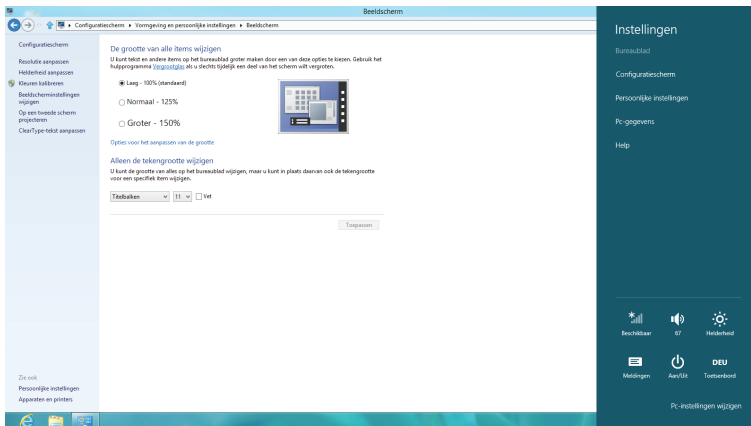 Beeldscherm
Configuratiescherm ▸ Vormgeving en persoonlijke instellingen ▸ Beeldscherm
Configuratiescherm
Resolutie aanpassen
Helderheid aanpassen
Kleuren kalibreren
Beeldscherminstellingen
wijzigen
Op een tweede scherm
projecteren
ClearType-tekst aanpassen
Zie ook
Persoonlijke instellingen
Apparaten en printers
De grootte van alle items wijzigen
U kunt tekst en andere items op het bureaublad groter maken door een van deze opties te kiezen. Gebruik het
hulpprogramma Vergrootglas als u slechts tijdelijk een deel van het scherm wilt vergroten.
Laag - 100% (standaard)
Normaal - 125%
Groter - 150%
Opties voor het aanpassen van de grootte
Alleen de tekengrootte wijzigen
U kunt de grootte van alles op het bureaublad wijzigen, maar u kunt in plaats daarvan ook de tekengrootte
voor een specifiek item wijzigen.
Titelbalken 11 Vet
Toepassen
Instellingen
Bureaublad
Configuratiescherm
Persoonlijke instellingen
Pc-gegevens
Help
Beschikbaar 67 Helderheid
DEU
Meldingen Aan/Uit Toetsenbord
Pc-instellingen wijzigen